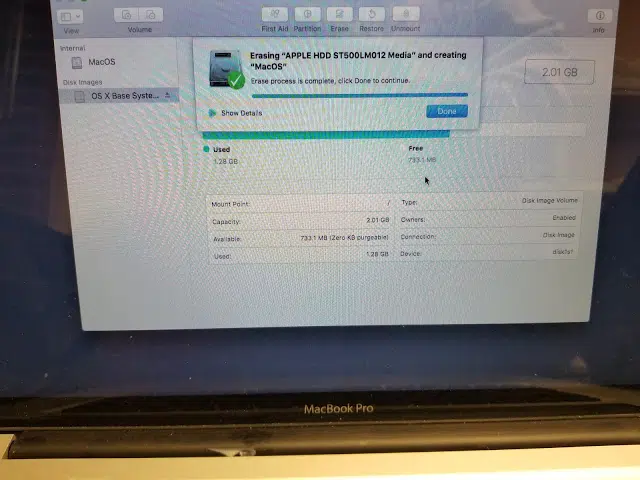 View
Volume
First Aid
Partition
Erase
Restore
Unmount
Info
Internal
MacOS
Disk Images
OS X Base Syste...
Erasing “APPLE HDD ST500LM012 Media” and creating
“MacOS”
Erase process is complete, click Done to continue.
Show Details
Done
2.01 GB
Used
1.28 GB
Free
733.1 MB
Mount Point: /
Type: Disk Image Volume
Capacity: 2.01 GB
Owners: Enabled
Available: 733.1 MB (Zero KB purgeable)
Connection: Disk Image
Used: 1.28 GB
Device: disk1s1
MacBook Pro